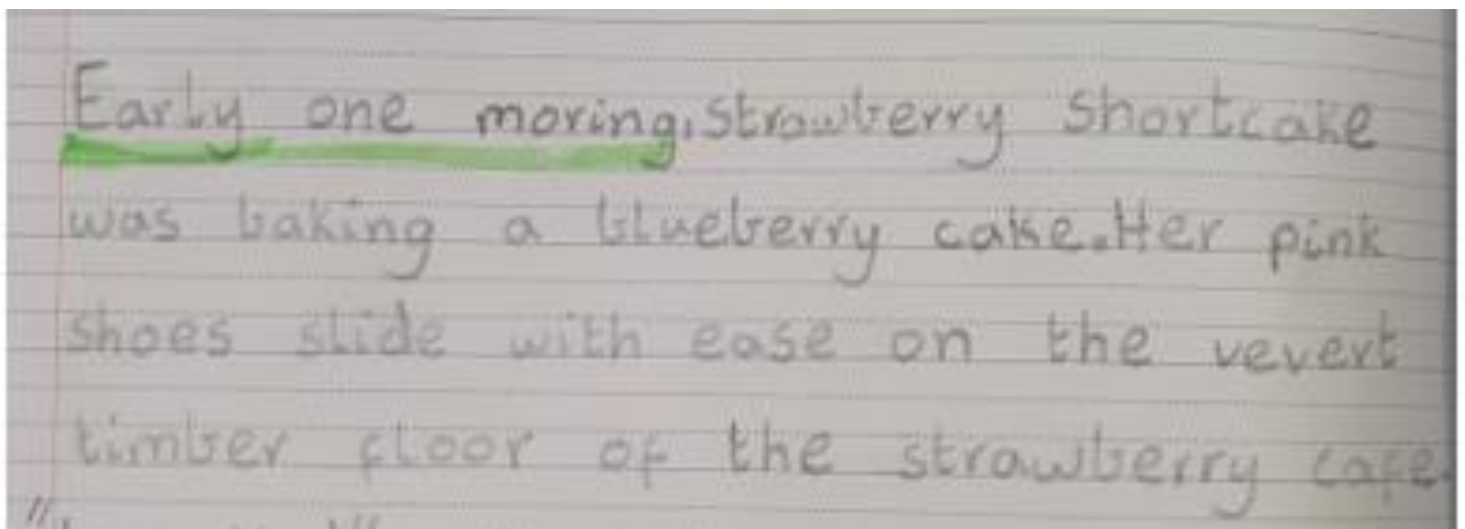 Early one moring, Strawberry Shortcake
was baking a blueberry cake. Her pink
shoes slide with ease on the vevert
timber floor of the strawberry cafe.